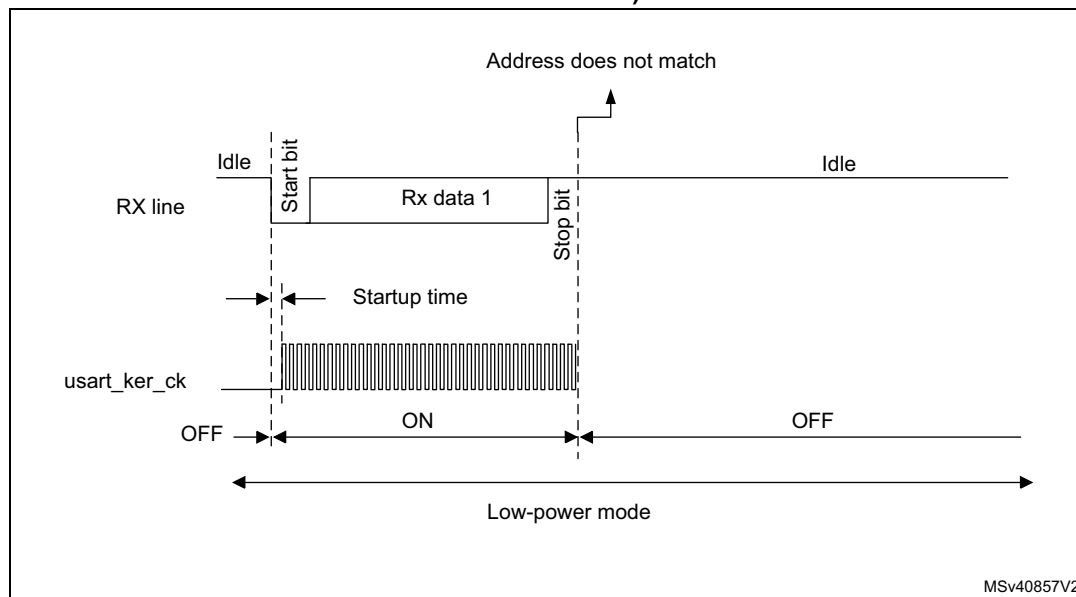 Address does not match
Idle
Start bit
Idle
RX line
Rx data 1
Stop bit
Startup time
usart_ker_ck
OFF
ON
OFF
Low-power mode
MSv40857V2